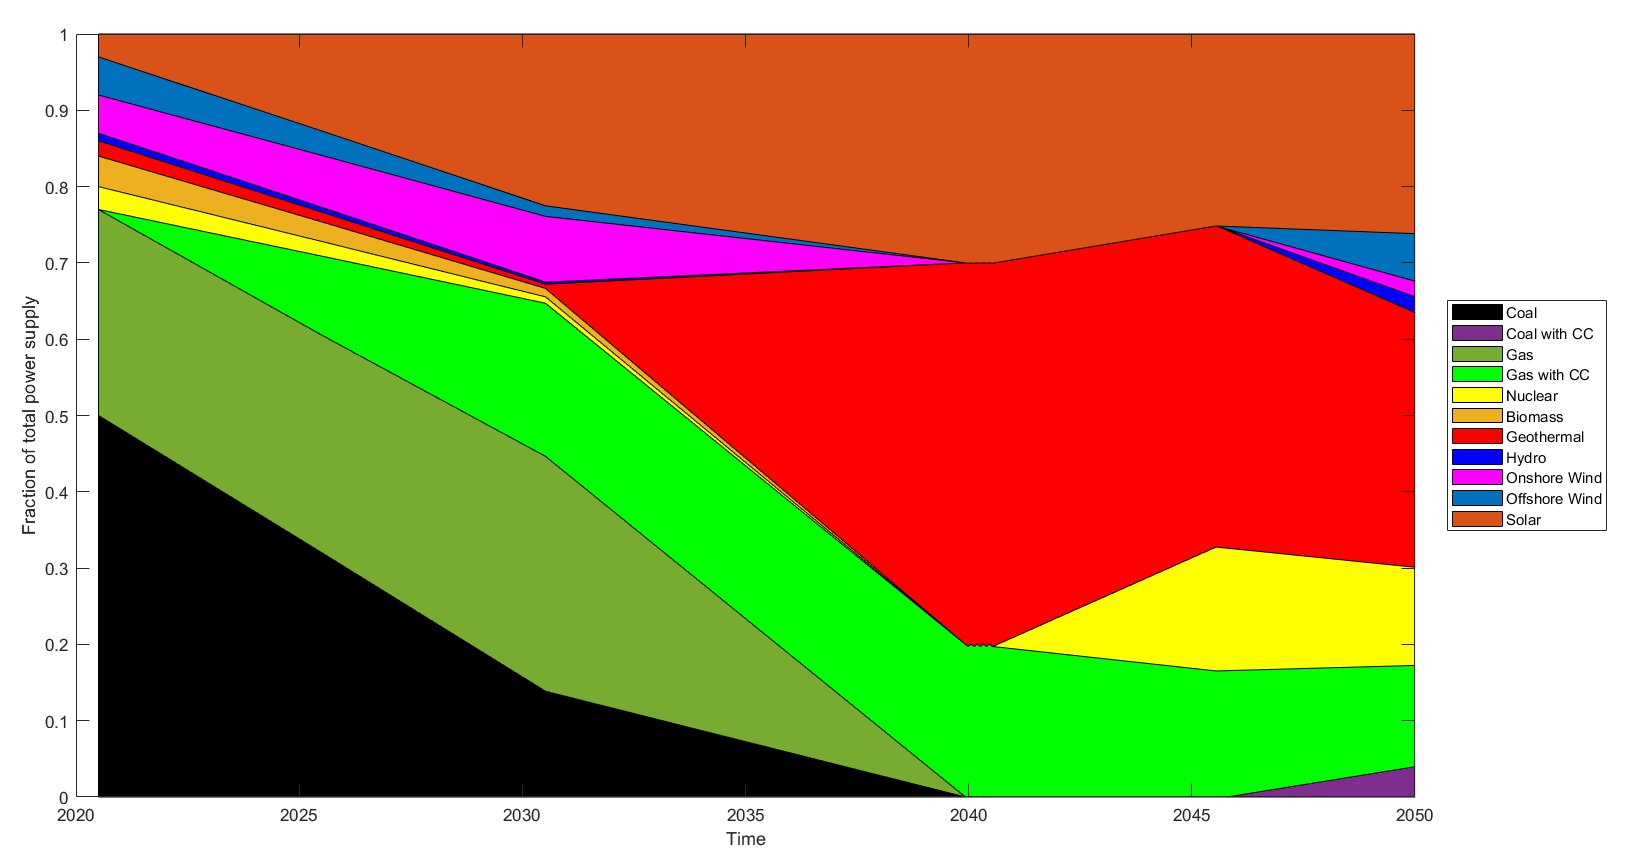 1
0.9
0.8
0.7
0.6
0.5
0.4
0.3
0.2
0.1
0
Fraction of total power supply
2020 2025 2030 2035 2040 2045 2050
Time
Coal
Coal with CC
Gas
Gas with CC
Nuclear
Biomass
Geothermal
Hydro
Onshore Wind
Offshore Wind
Solar